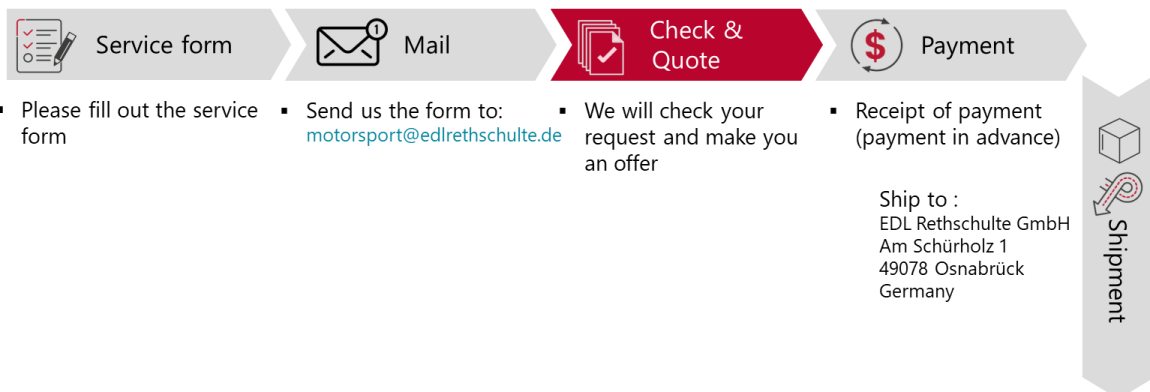 Service form
Mail
1
Check &
Quote
$
Payment
▪ Please fill out the service
form
▪ Send us the form to:
motorsport@edlrethschulte.de
▪ We will check your
request and make you
an offer
▪ Receipt of payment
(payment in advance)
Ship to :
EDL Rethschulte GmbH
Am Schürholz 1
49078 Osnabrück
Germany
Shipment